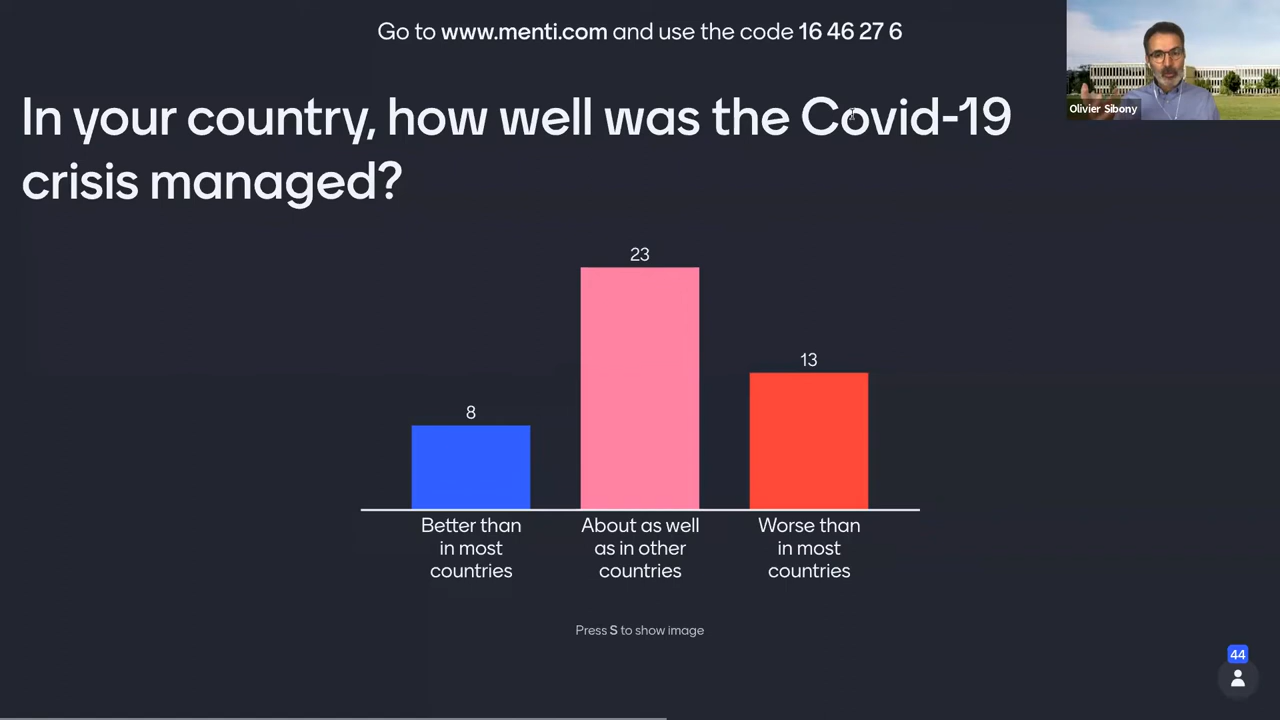 Go to www.menti.com and use the code 16 46 27 6
Olivier Sibony
In your country, how well was the Covid-19
crisis managed?
23
13
8
Better than
in most
countries
About as well
as in other
countries
Worse than
in most
countries
Press S to show image
44